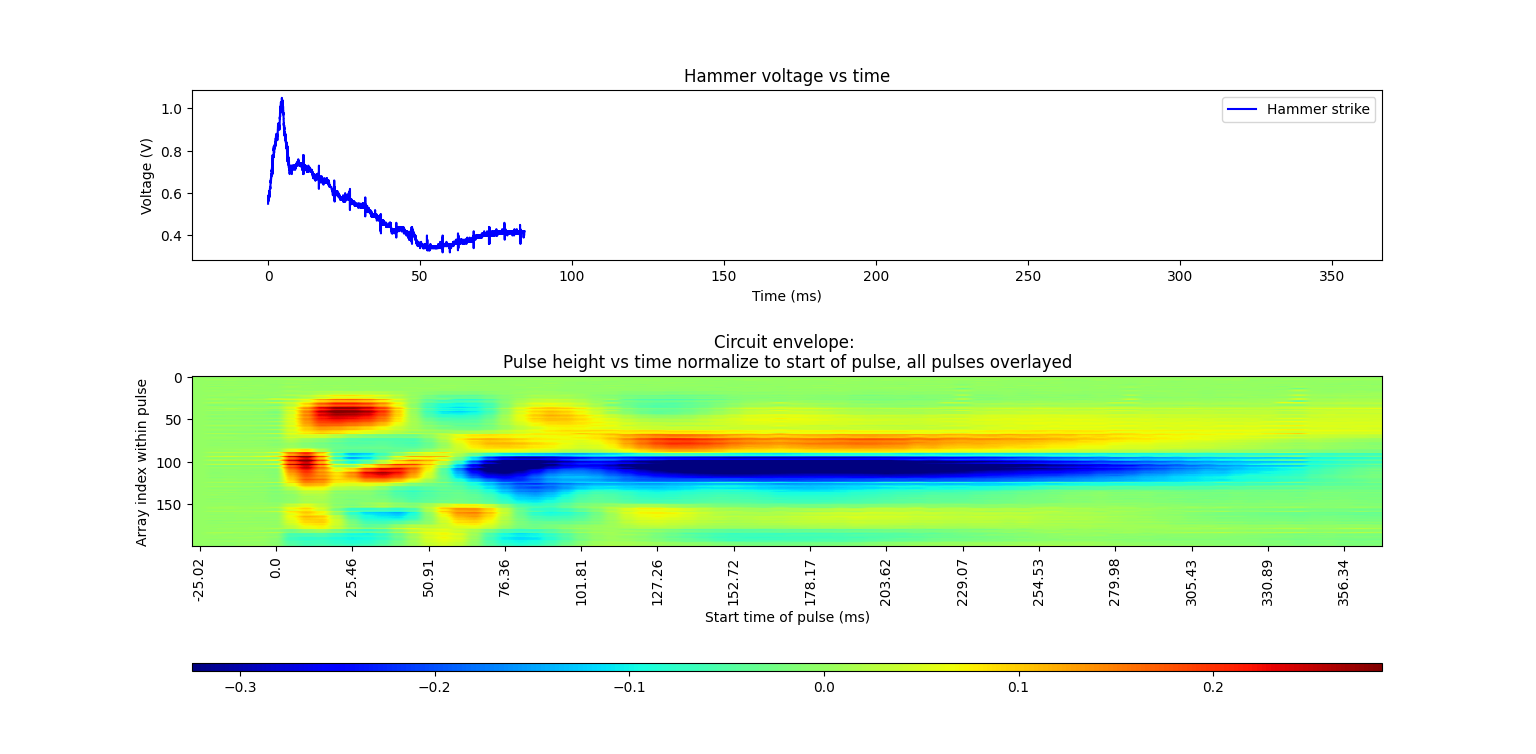 Hammer voltage vs time
Hammer strike
1.0
0.8
0.6
0.4
Voltage (V)
0 50 100 150 200 250 300 350
Time (ms)
Circuit envelope:
Pulse height vs time normalize to start of pulse, all pulses overlayed
0
50
100
150
Array index within pulse
-25.02 0.0 25.46 50.91 76.36 101.81 127.26 152.72 178.17 203.62 229.07 254.53 279.98 305.43 330.89 356.34
Start time of pulse (ms)
−0.3 −0.2 −0.1 0.0 0.1 0.2